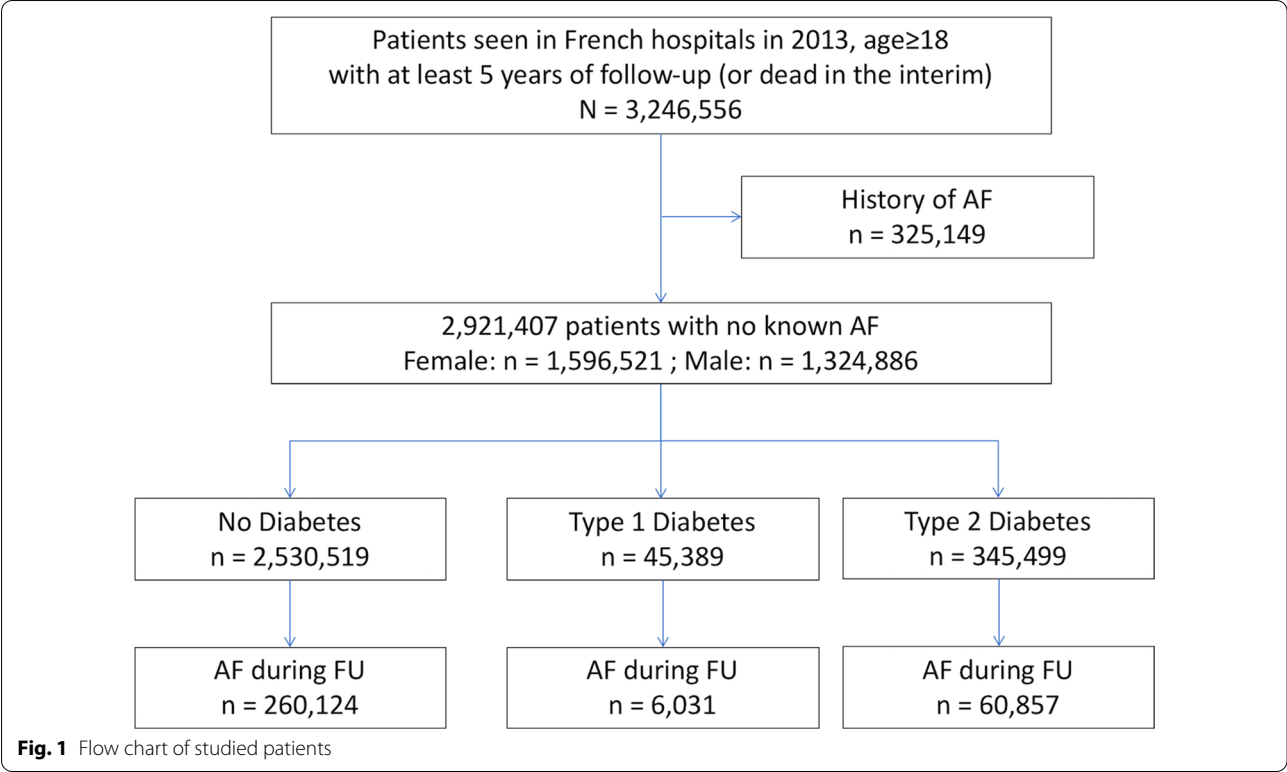 Patients seen in French hospitals in 2013, age≥18
with at least 5 years of follow-up (or dead in the interim)
N = 3,246,556
History of AF
n = 325,149
2,921,407 patients with no known AF
Female: n = 1,596,521 ; Male: n = 1,324,886
No Diabetes
n = 2,530,519
Type 1 Diabetes
n = 45,389
Type 2 Diabetes
n = 345,499
AF during FU
n = 260,124
AF during FU
n = 6,031
AF during FU
n = 60,857
Fig. 1 Flow chart of studied patients